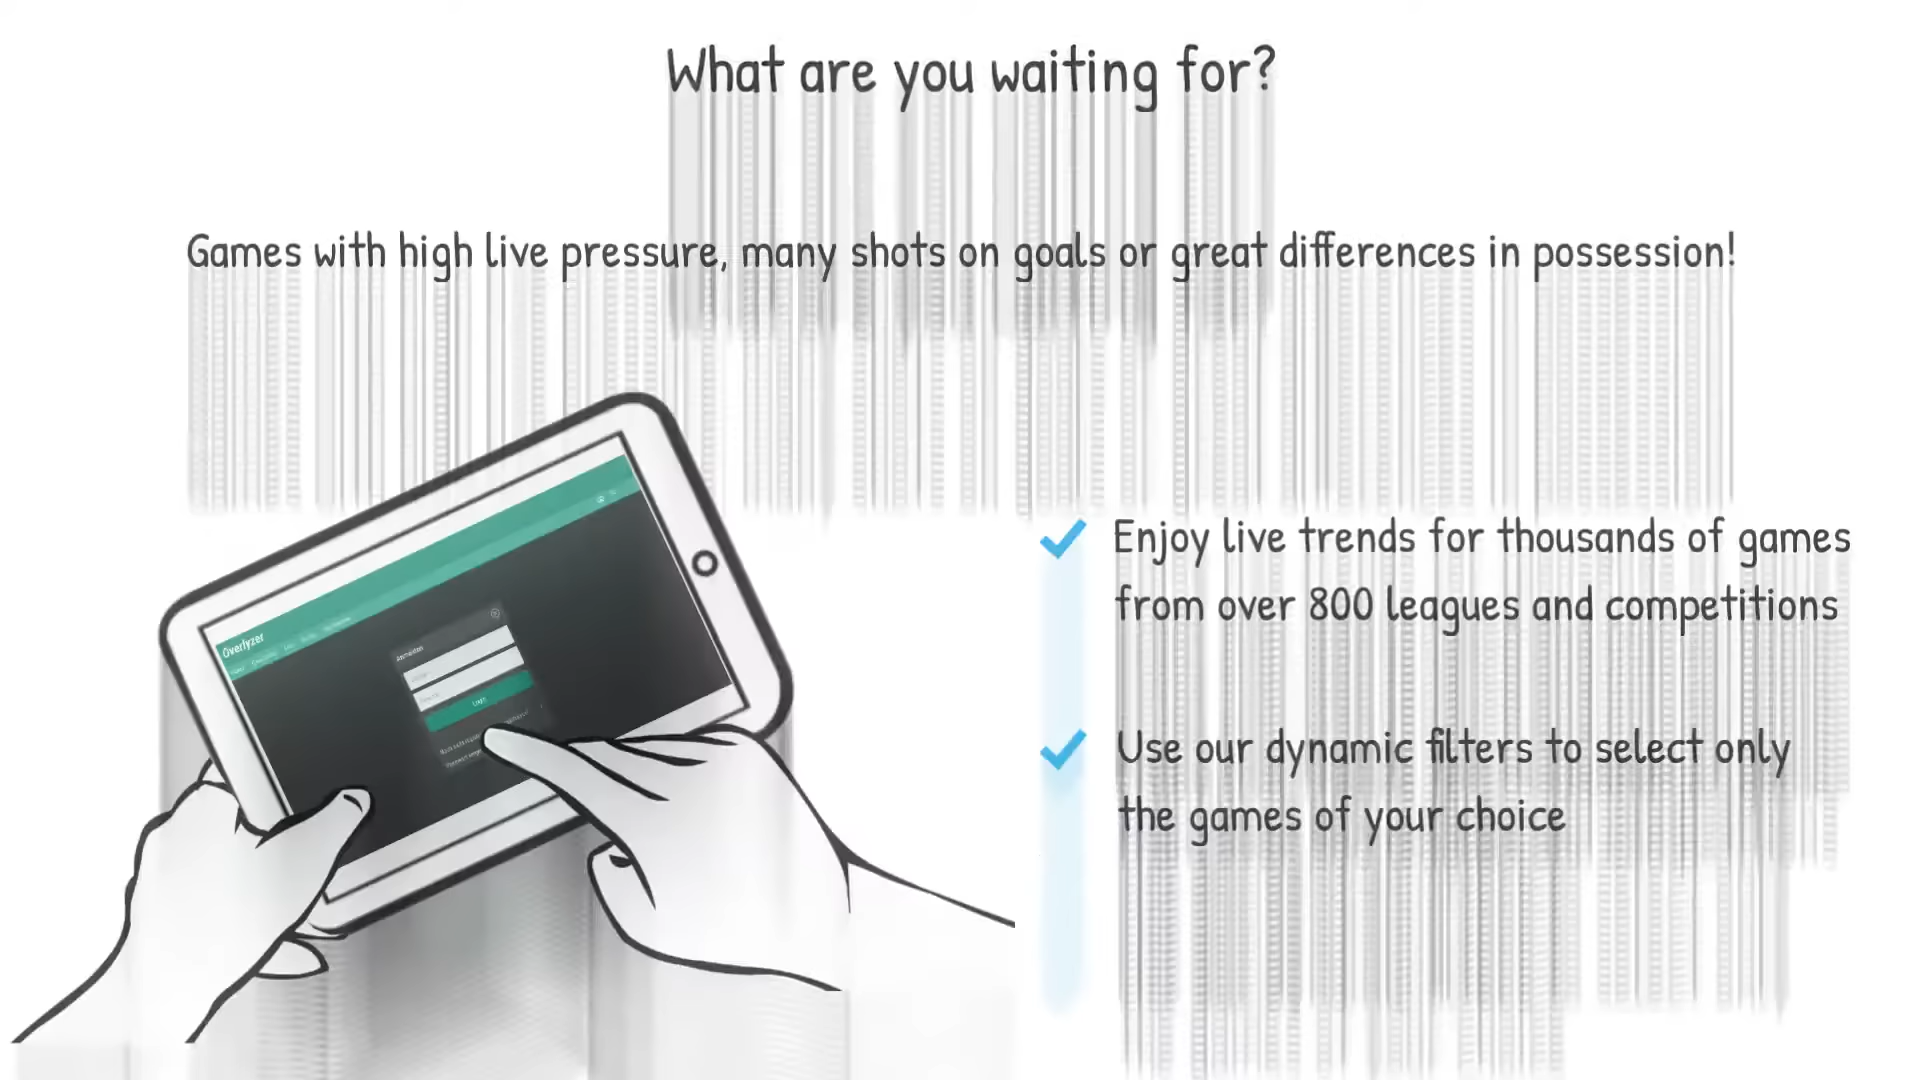 What are you waiting for?
Games with high live pressure, many shots on goals or great differences in possession!
Enjoy live trends for thousands of games
from over 800 leagues and competitions
Use our dynamic filters to select only
the games of your choice
Overlyzer
Anmelden
Login